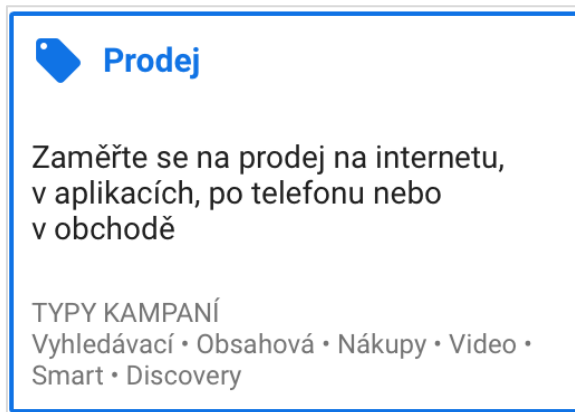 Prodej
Zaměřte se na prodej na internetu,
v aplikacích, po telefonu nebo
v obchodě
TYPY KAMPANÍ
Vyhledávací • Obsahová • Nákupy • Video •
Smart • Discovery